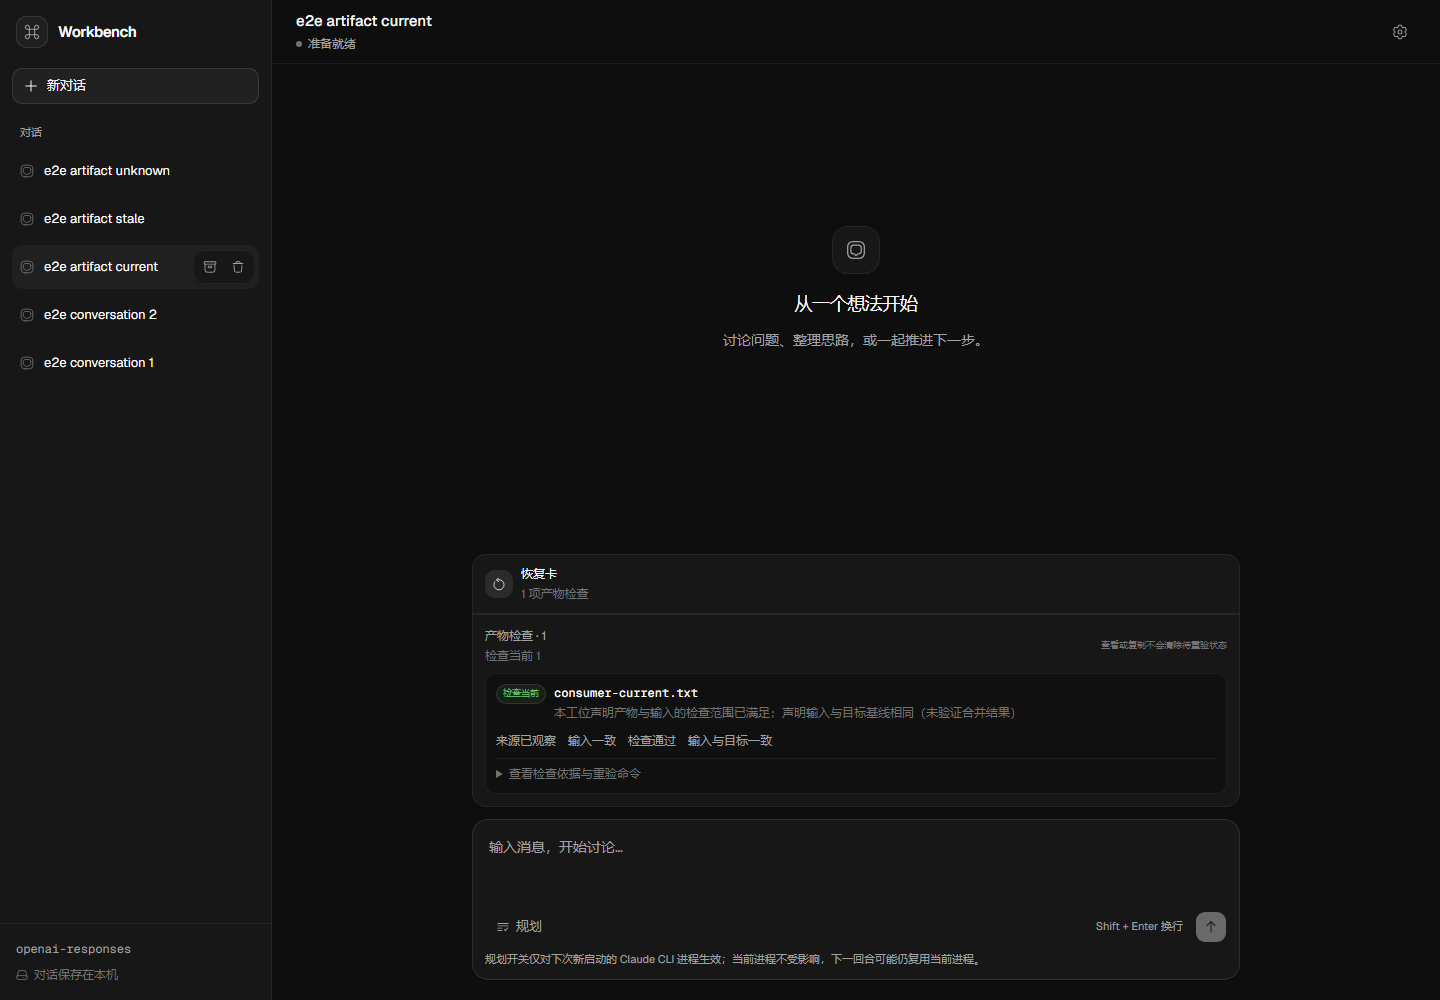 Workbench
新对话
对话
e2e artifact unknown
e2e artifact stale
e2e artifact current
e2e conversation 2
e2e conversation 1
openai-responses
对话保存在本机
e2e artifact current
准备就绪
从一个想法开始
讨论问题、整理思路，或一起推进下一步。
恢复卡
1 项产物检查
产物检查 · 1
检查当前 1
查看或复制不会清除待重验状态
检查当前 consumer-current.txt
本工位声明产物与输入的检查范围已满足；声明输入与目标基线相同（未验证合并结果）
来源已观察 输入一致 检查通过 输入与目标一致
查看检查依据与重验命令
输入消息，开始讨论...
规划
Shift + Enter 换行
规划开关仅对下次新启动的 Claude CLI 进程生效；当前进程不受影响，下一回合可能仍复用当前进程。